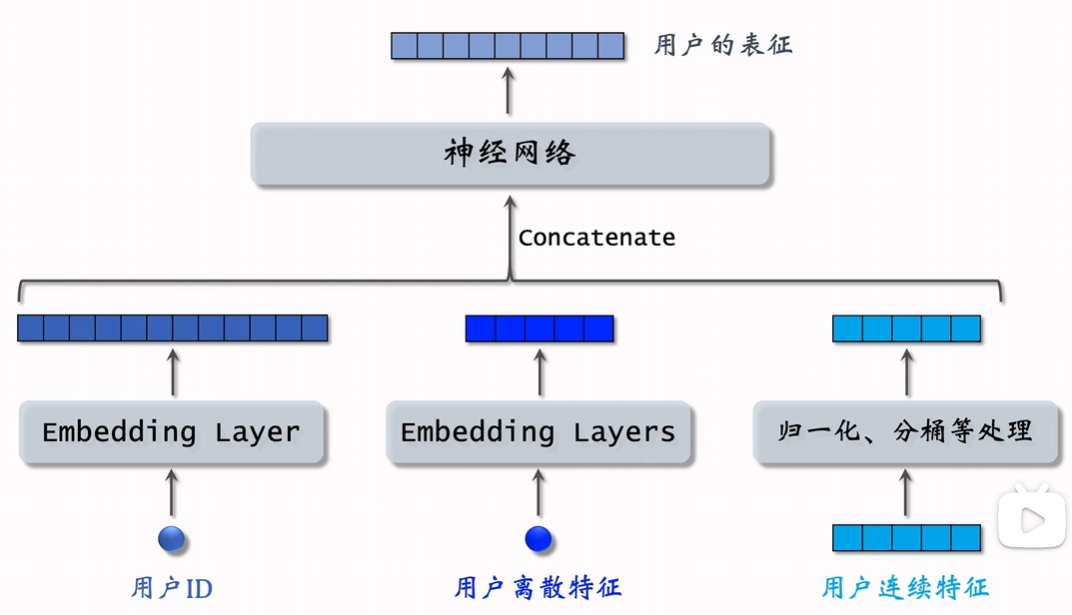 用户的表征
神经网络
Concatenate
Embedding Layer
Embedding Layers
归一化、分桶等处理
用户ID
用户离散特征
用户连续特征